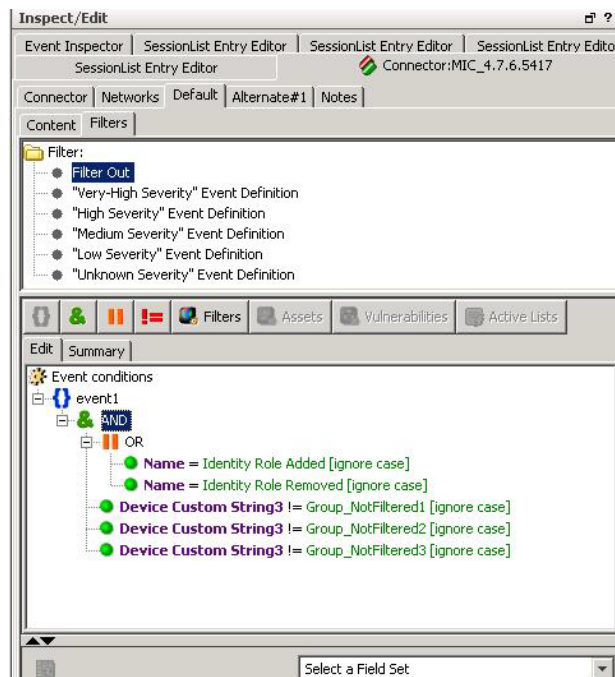 Inspect/Edit ?
Event Inspector SessionList Entry Editor SessionList Entry Editor SessionList Entry Edito
SessionList Entry Editor Connector:MIC_4.7.6.5417
Connector Networks Default Alternate#1 Notes
Content Filters
Filter:
Filter Out
"Very-High Severity" Event Definition
"High Severity" Event Definition
"Medium Severity" Event Definition
"Low Severity" Event Definition
"Unknown Severity" Event Definition
{} & != Filters Assets Vulnerabilities Active Lists
Edit Summary
Event conditions
{} event1
& AND
OR
Name = Identity Role Added [ignore case]
Name = Identity Role Removed [ignore case]
Device Custom String3 != Group_NotFiltered1 [ignore case]
Device Custom String3 != Group_NotFiltered2 [ignore case]
Device Custom String3 != Group_NotFiltered3 [ignore case]
Select a Field Set